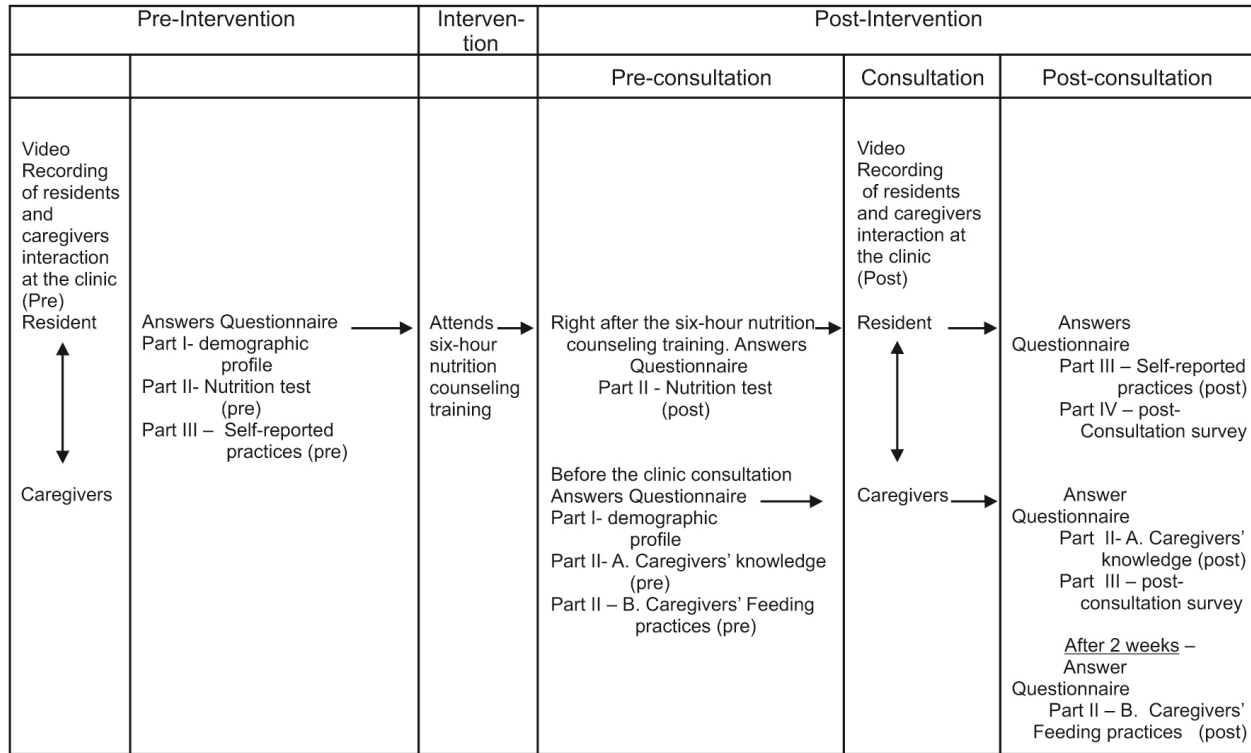 Pre-Intervention
Interven-
tion
Post-Intervention
Pre-consultation
Consultation
Post-consultation
Video
Recording
of residents
and
caregivers
interaction
at the clinic
(Pre)
Resident
Caregivers
Answers Questionnaire
Part I- demographic
profile
Part II- Nutrition test
(pre)
Part III – Self-reported
practices (pre)
Attends
six-hour
nutrition
counseling
training
Right after the six-hour nutrition
counseling training. Answers
Questionnaire
Part II - Nutrition test
(post)
Before the clinic consultation
Answers Questionnaire
Part I- demographic
profile
Part II- A. Caregivers’ knowledge
(pre)
Part II – B. Caregivers’ Feeding
practices (pre)
Video
Recording
of residents
and caregivers
interaction at
the clinic
(Post)
Resident
Caregivers
Answers
Questionnaire
Part III – Self-reported
practices (post)
Part IV – post-
Consultation survey
Answer
Questionnaire
Part II- A. Caregivers’
knowledge (post)
Part III – post-
consultation survey
After 2 weeks –
Answer
Questionnaire
Part II – B. Caregivers’
Feeding practices (post)